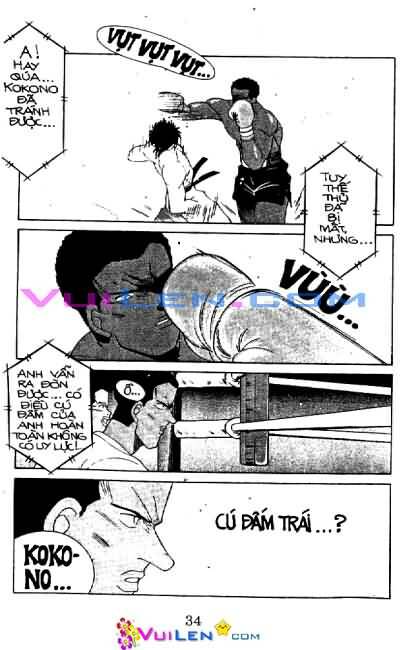 A!
HAY
QÚA...
KOKONO
ĐÃ
TRÁNH
ĐƯỢC...
VỤT VỤT VỤT...
TUY
THẾ
THỦ
ĐÃ
BỊ
MẤT,
NHƯNG...
VÙÙ...
VUILEN.COM
ANH VẪN
RA ĐÒN
ĐƯỢC... CÓ
ĐIỀU CÚ
ĐẤM CỦA
ANH HOÀN
TOÀN KHÔNG
CÓ UY LỰC!
Ồ...
CÚ ĐẤM TRÁI...?
KOKO-
NO...
34
VUILEN.COM